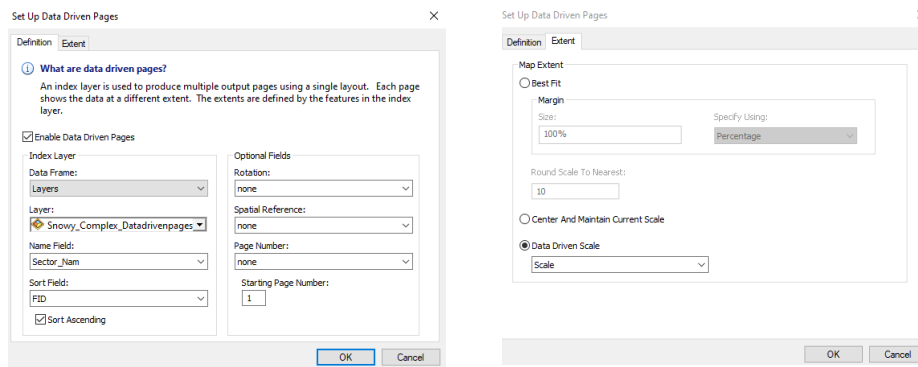 Set Up Data Driven Pages
Definition
Extent
What are data driven pages?
An index layer is used to produce multiple output pages using a single layout. Each page
shows the data at a different extent. The extents are defined by the features in the index
layer.
Enable Data Driven Pages
Index Layer
Data Frame:
Layers
Layer:
Snowy_Complex_Datadrivenpages
Name Field:
Sector_Nam
Sort Field:
FID
Sort Ascending
Optional Fields
Rotation:
none
Spatial Reference:
none
Page Number:
none
Starting Page Number:
1
OK
Cancel
Set Up Data Driven Pages
Definition
Extent
Map Extent
Best Fit
Margin
Size:
100%
Specify Using:
Percentage
Round Scale To Nearest:
10
Center And Maintain Current Scale
Data Driven Scale
Scale
OK
Cancel